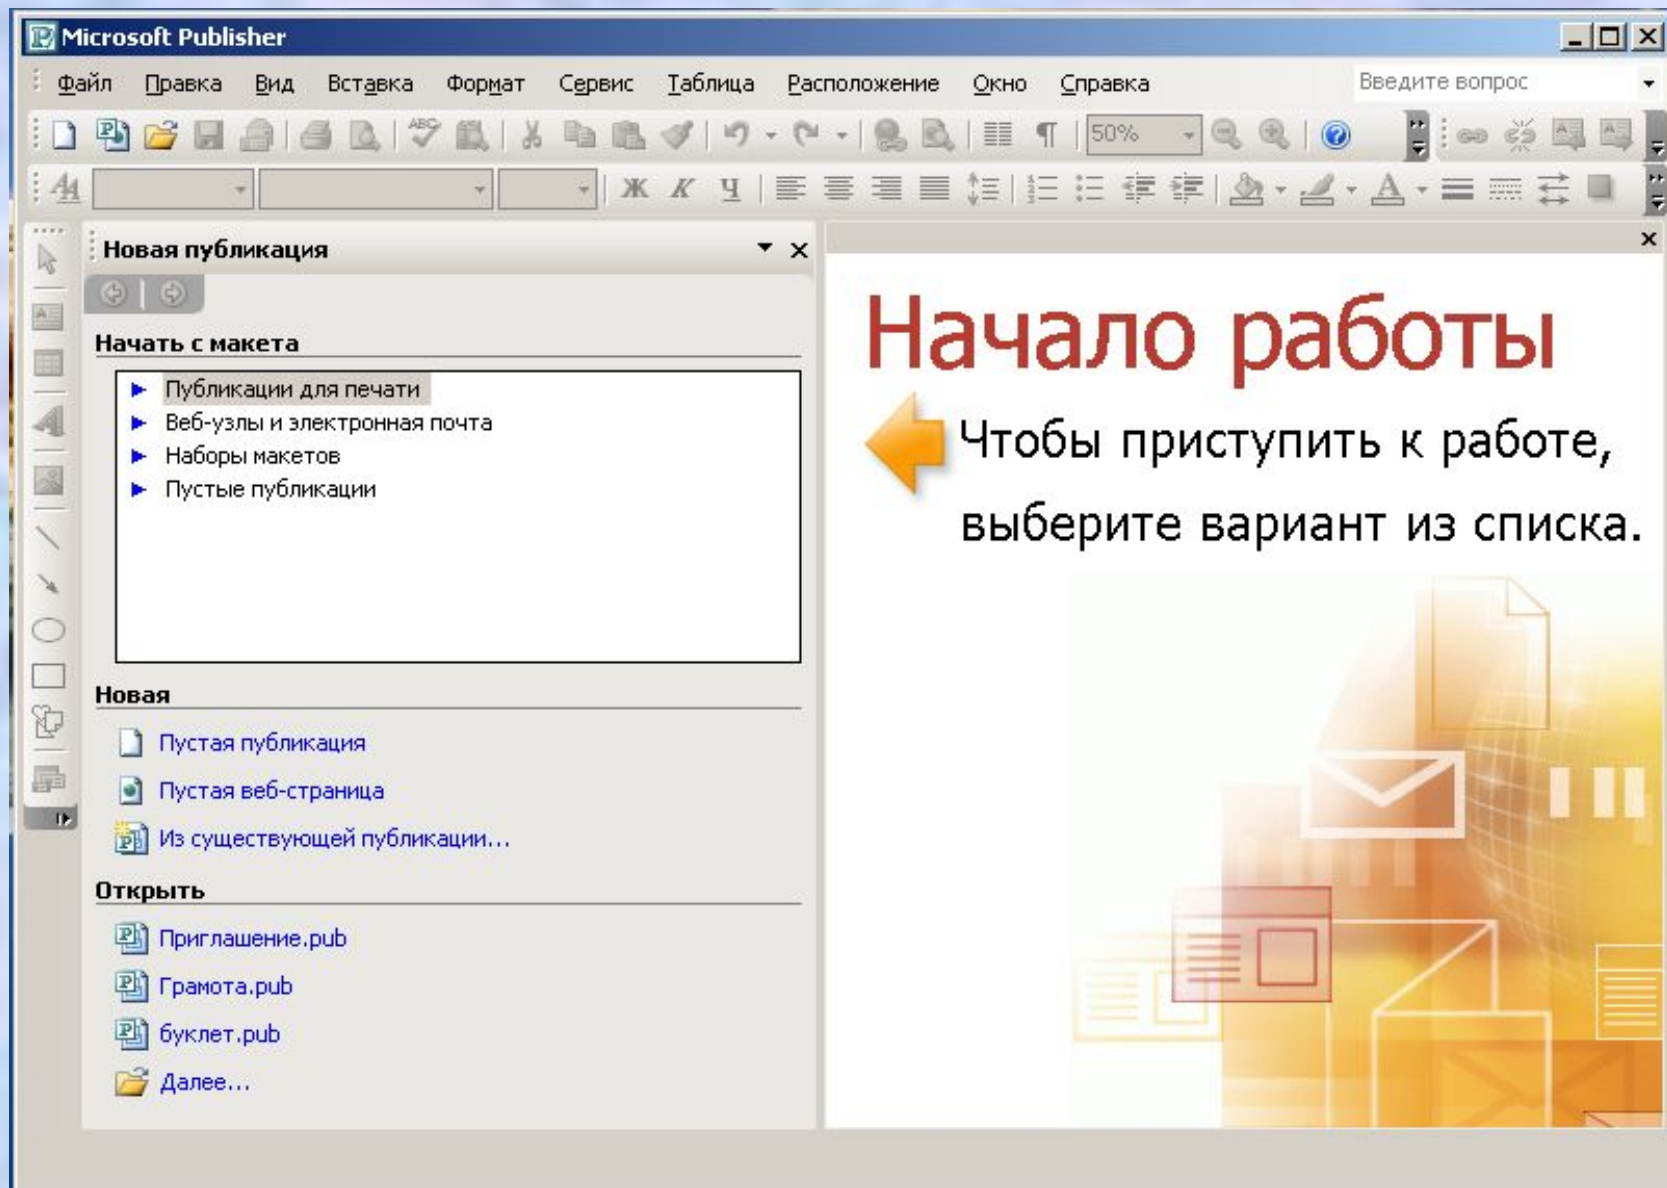 Microsoft Publisher
Файл Правка Вид Вставка Формат Сервис Таблица Расположение Окно Справка Введите вопрос
ABC 50%
Ж К Ч А
Новая публикация
Начать с макета
Публикации для печати
Веб-узлы и электронная почта
Наборы макетов
Пустые публикации
Новая
Пустая публикация
Пустая веб-страница
Из существующей публикации...
Открыть
Приглашение.pub
Грамота.pub
буклет.pub
Далее...
Начало работы
Чтобы приступить к работе,
выберите вариант из списка.